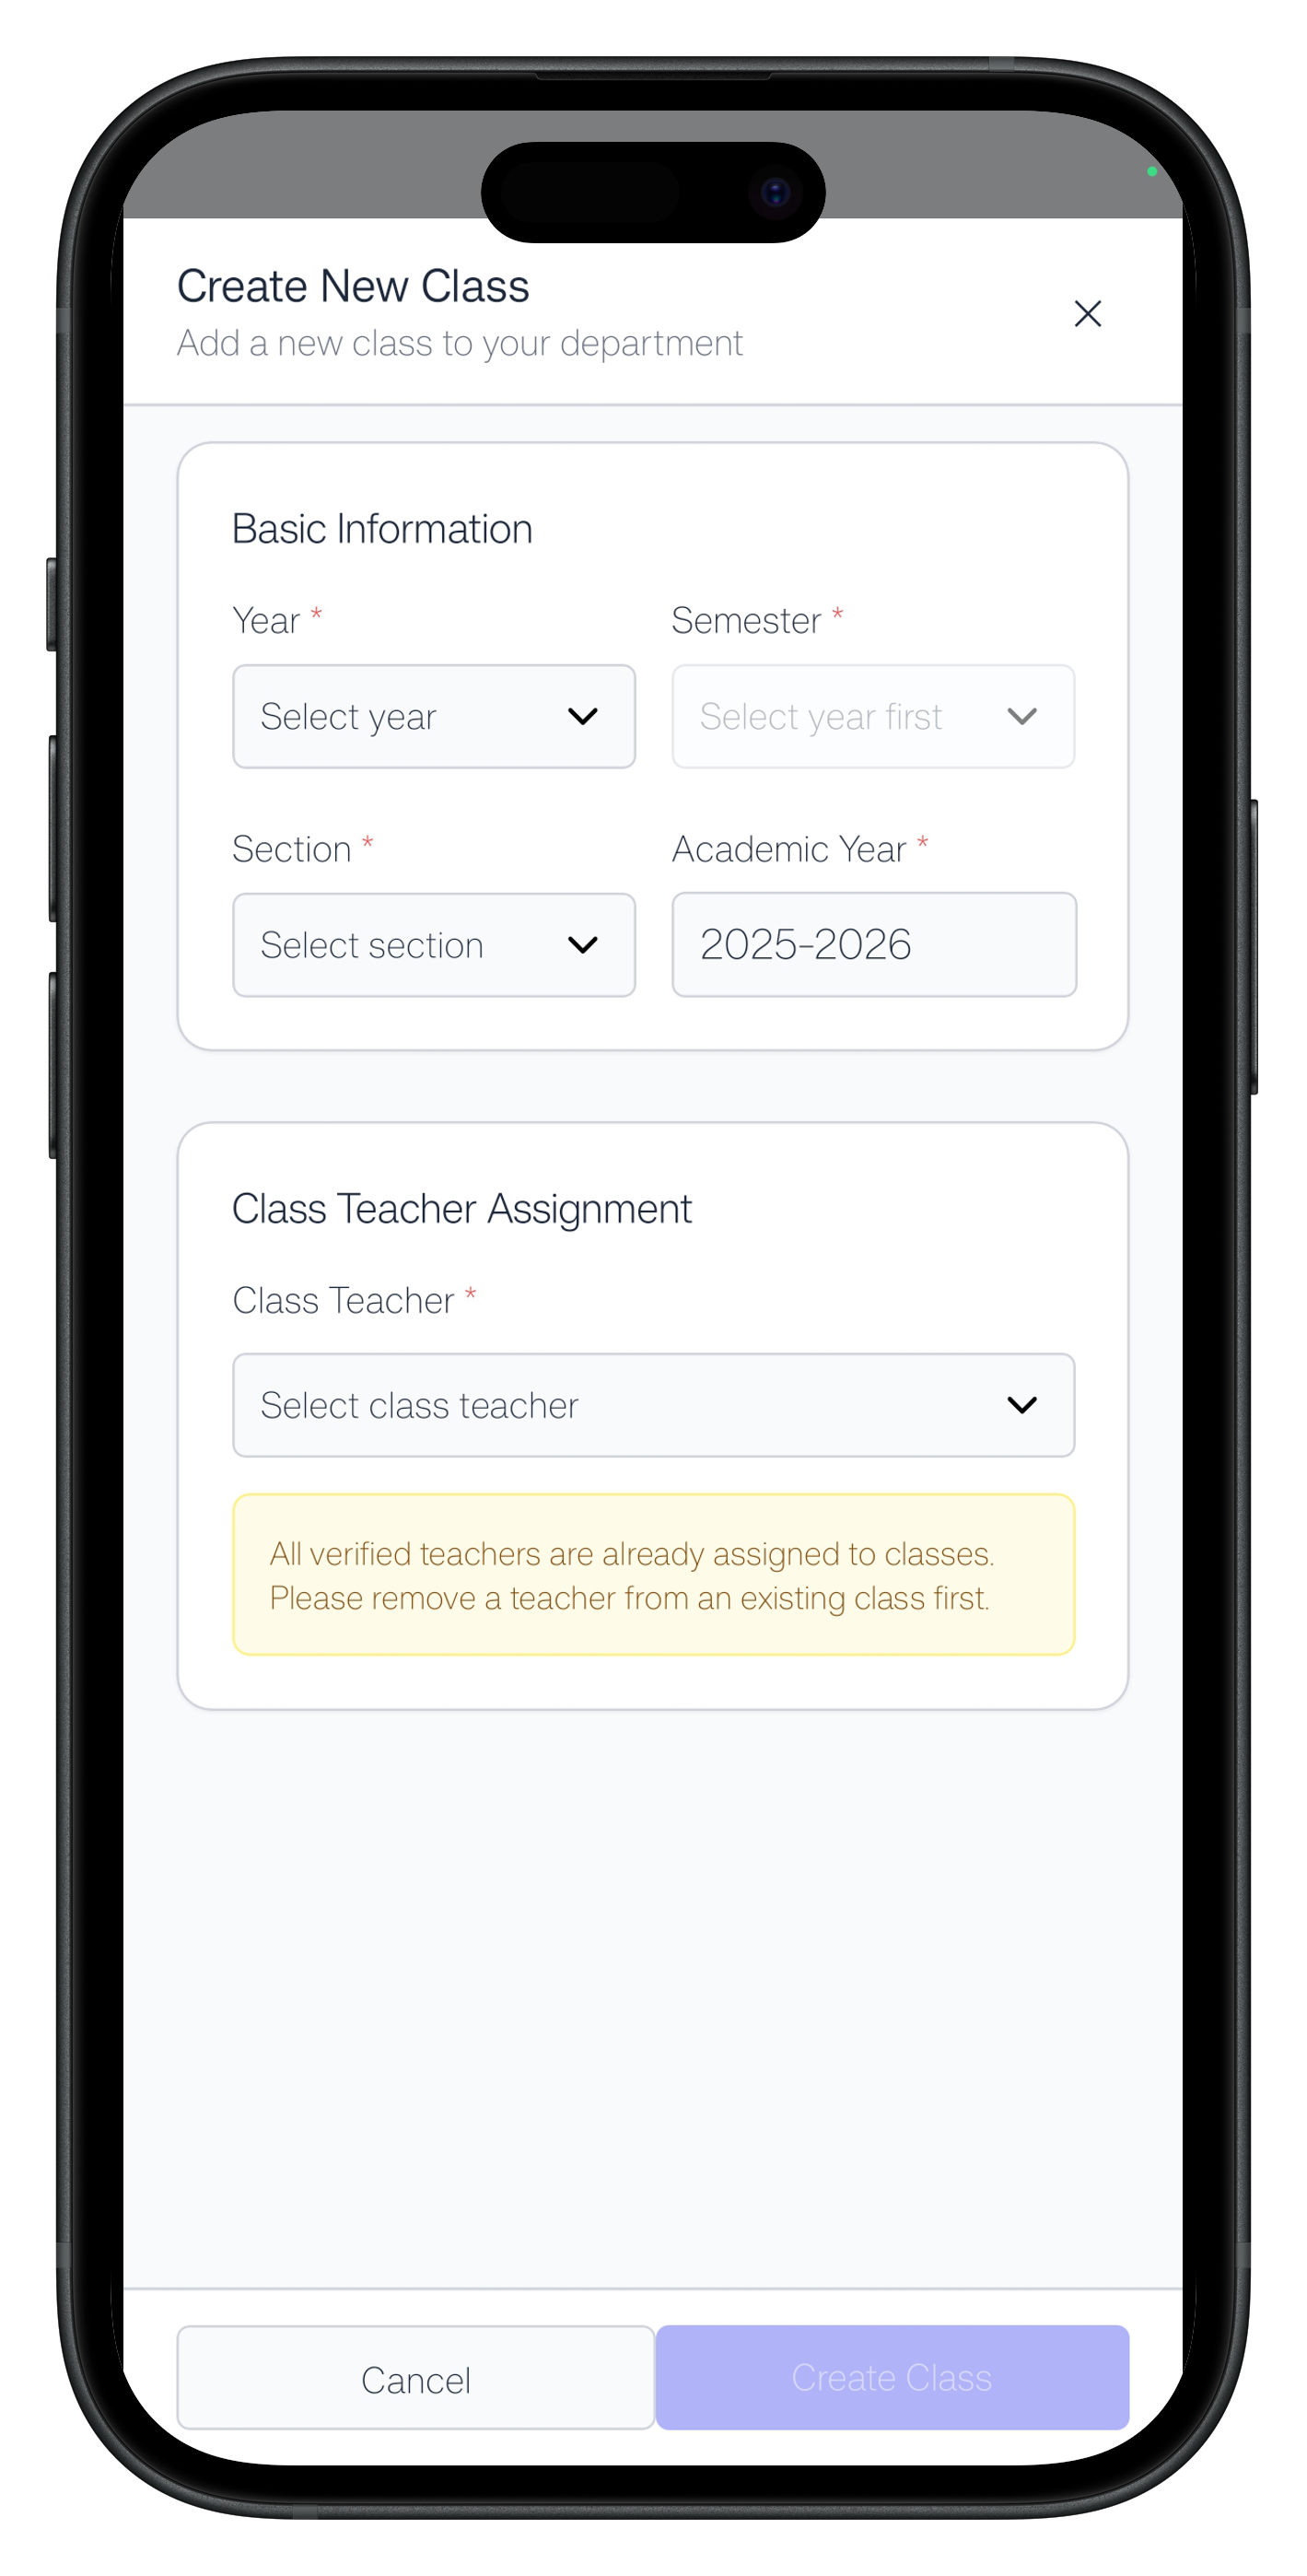 Create New Class
Add a new class to your department
Basic Information
Year *
Semester *
Select year
Select year first
Section *
Academic Year *
Select section
2025-2026
Class Teacher Assignment
Class Teacher *
Select class teacher
All verified teachers are already assigned to classes.
Please remove a teacher from an existing class first.
Cancel
Create Class